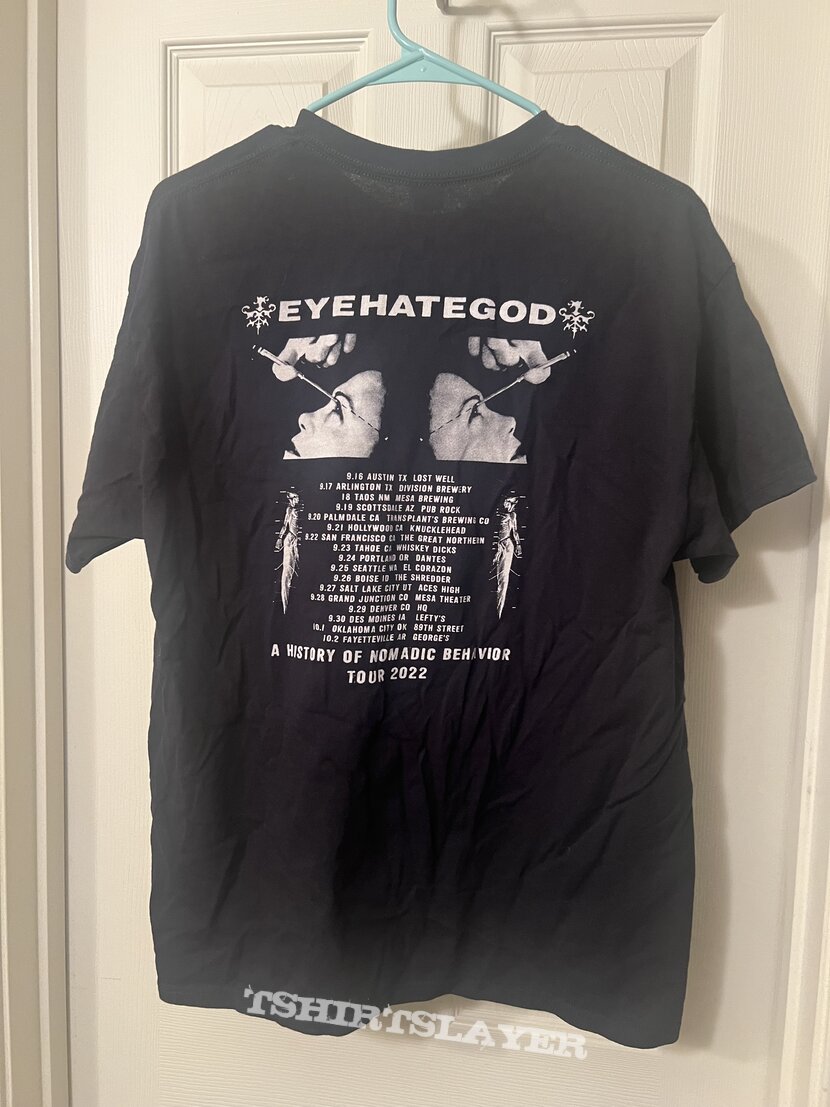 EYEHATEGOD
9.16 AUSTIN TX LOST WELL
9.17 ARLINGTON TX DIVISION BREWERY
18 TAOS NM MESA BREWING
9.19 SCOTTSDALE AZ PUB ROCK
9.20 PALMDALE CA TRANSPLANT'S BREWING CO
9.21 HOLLYWOOD CA KNUCKLEHEAD
9.22 SAN FRANCISCO CA THE GREAT NORTHERN
9.23 TAHOE CA WHISKEY DICKS
9.24 PORTLAND OR DANTES
9.25 SEATTLE WA EL CORAZON
9.26 BOISE ID THE SHREDDER
9.27 SALT LAKE CITY UT ACES HIGH
9.28 GRAND JUNCTION CO MESA THEATER
9.29 DENVER CO HQ
9.30 DES MOINES IA LEFTY'S
10.1 OKLAHOMA CITY OK 89TH STREET
10.2 FAYETTEVILLE AR GEORGE'S
A HISTORY OF NOMADIC BEHAVIOR
TOUR 2022
TSHIRTSLAYER